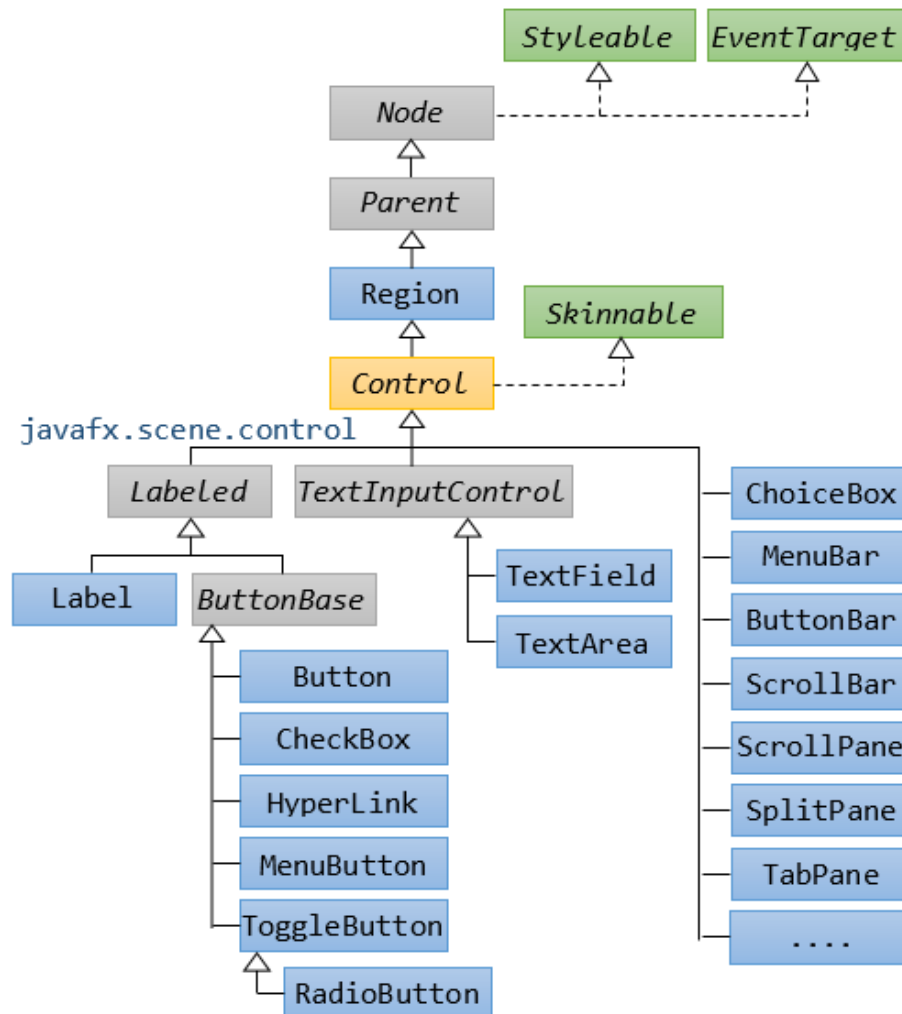 Styleable
EventTarget
Node
Parent
Region
Skinnable
Control
javafx.scene.control
Labeled
TextInputControl
Label
ButtonBase
Button
CheckBox
HyperLink
MenuButton
ToggleButton
RadioButton
TextField
TextArea
ChoiceBox
MenuBar
ButtonBar
ScrollBar
ScrollPane
SplitPane
TabPane
....